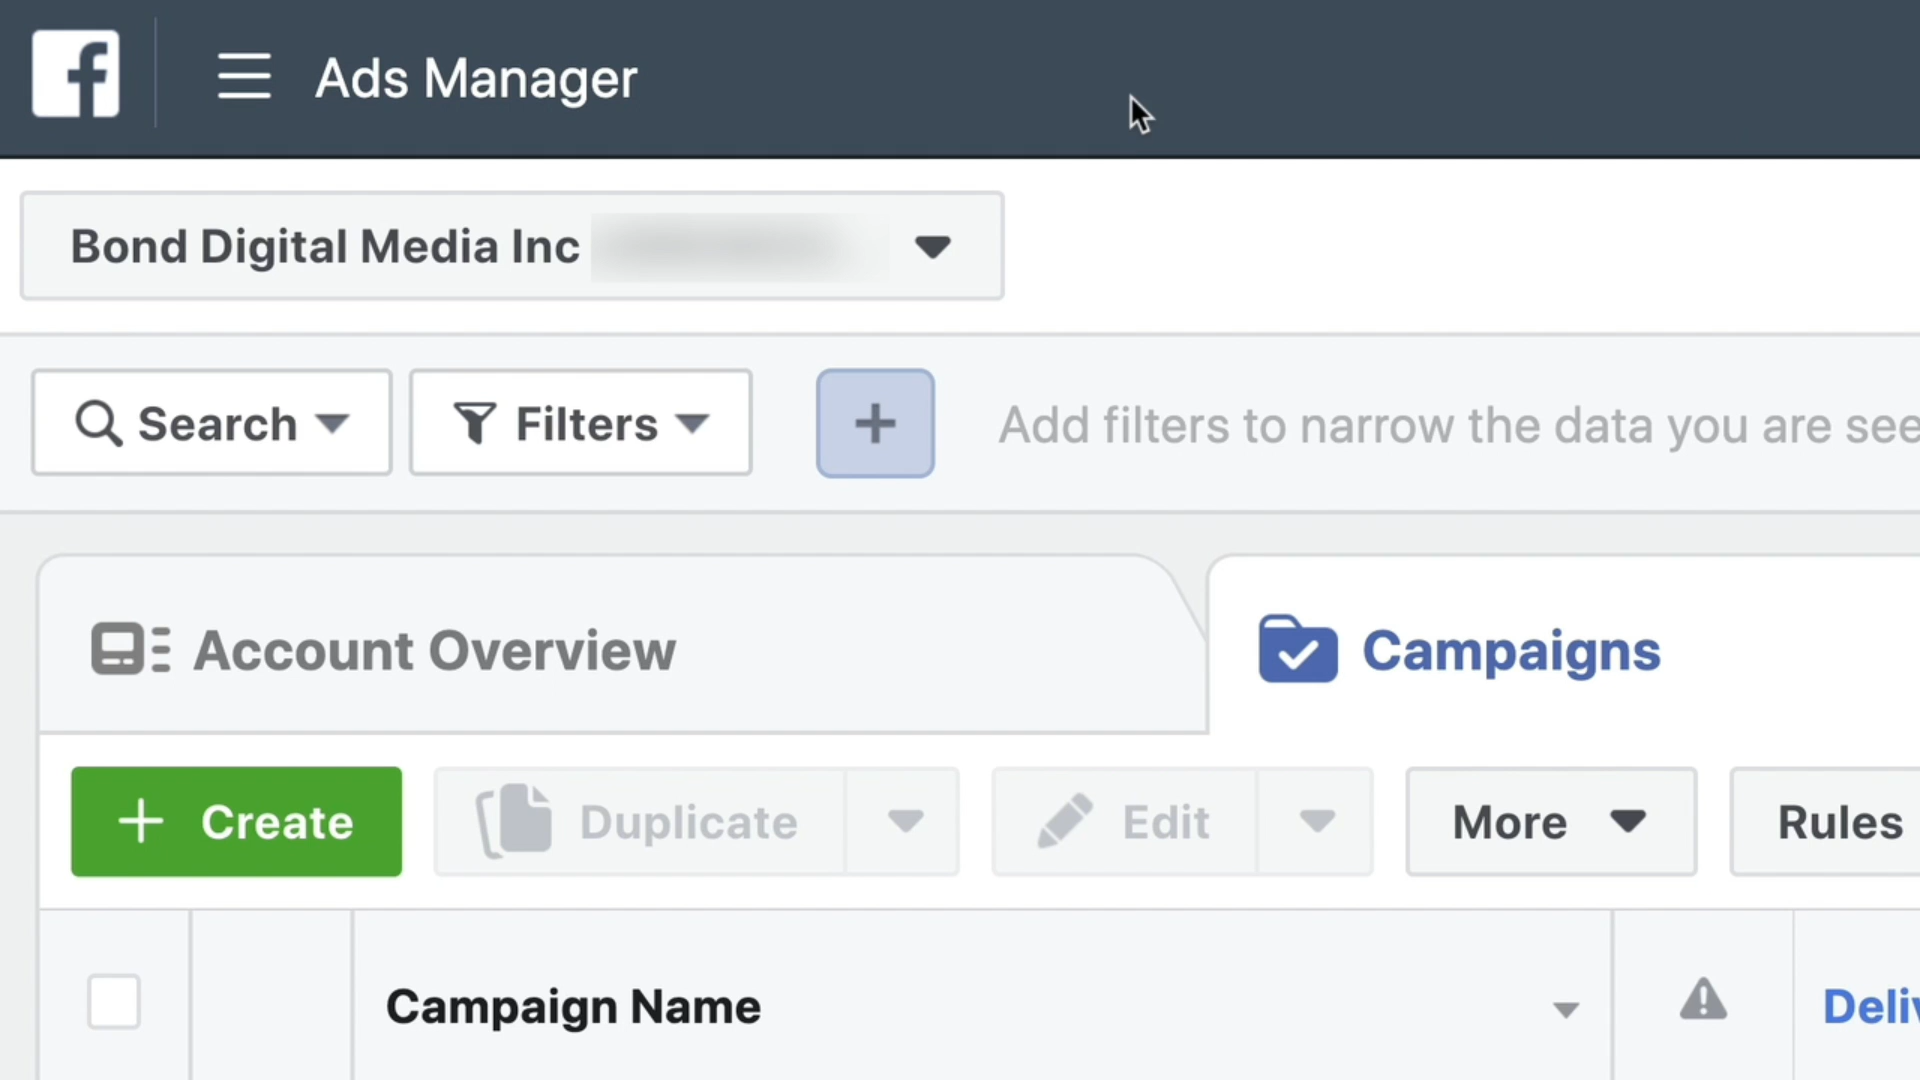 Ads Manager
Bond Digital Media Inc
Search
Filters
Add filters to narrow the data you are see
Account Overview
Campaigns
Create
Duplicate
Edit
More
Rules
Campaign Name
Deliv